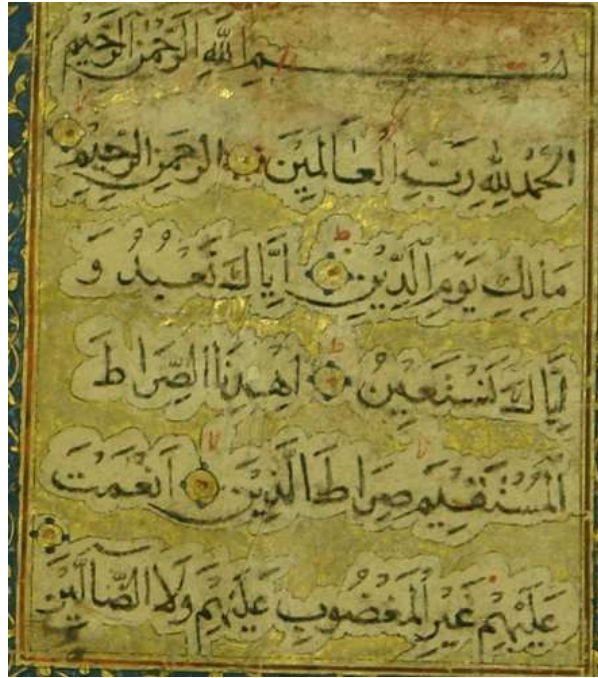 بسم الله الرحمن الرحيم
الحمد لله رب العالمين الرحمن الرحيم
مالك يوم الدين اياك نعبد و
اياك نستعين اهدنا الصراط
المستقيم صراط الذين انعمت
عليهم غير المغضوب عليهم ولا الضالين